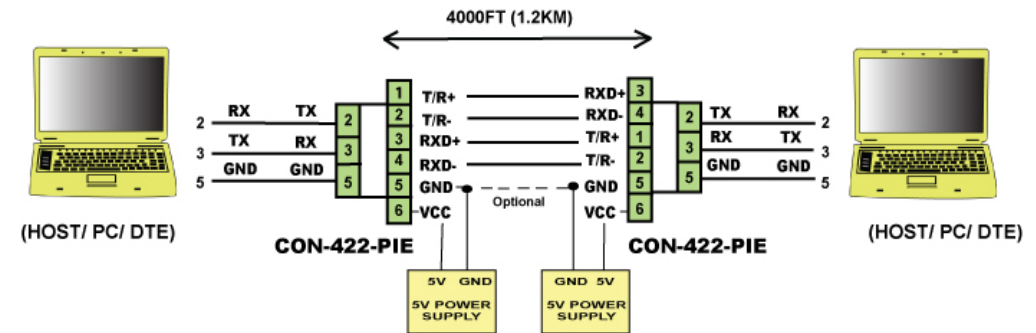 4000FT (1.2KM)
RX TX
2
TX RX
3
GND GND
5
2
3
5
(HOST/ PC/ DTE)
1 T/R+
2 T/R-
3 RXD+
4 RXD-
5 GND
6 VCC
CON-422-PIE
Optional
RXD+ 3
RXD- 4
T/R+ 1
T/R- 2
GND 5
VCC 6
CON-422-PIE
2
3
5
TX RX 2
RX TX 3
GND GND 5
(HOST/ PC/ DTE)
5V GND
5V POWER
SUPPLY
GND 5V
5V POWER
SUPPLY